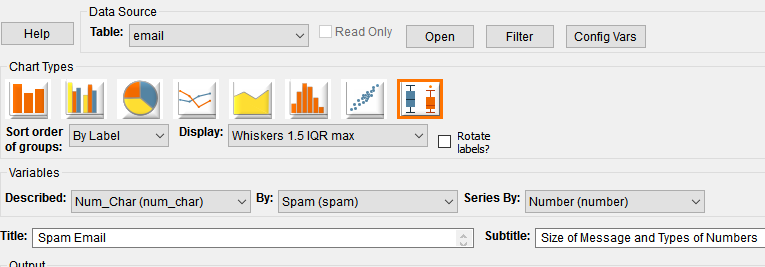 Data Source
Help
Table: email
Read Only
Open
Filter
Config Vars
Chart Types
Sort order of groups: By Label
Display: Whiskers 1.5 IQR max
Rotate labels?
Variables
Described: Num_Char (num_char)
By: Spam (spam)
Series By: Number (number)
Title: Spam Email
Subtitle: Size of Message and Types of Numbers
Output